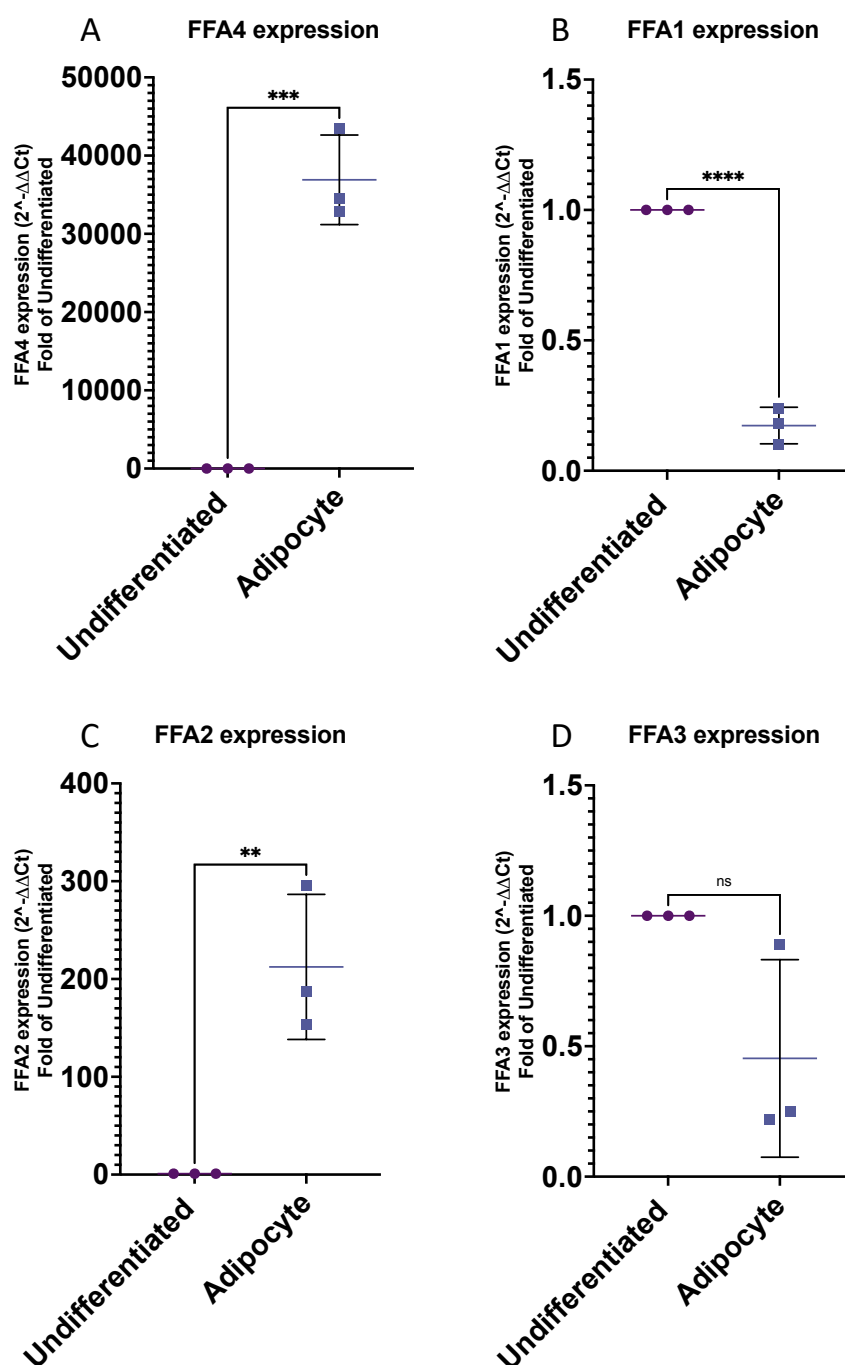 A FFA4 expression
50000
40000
30000
20000
10000
0
FFA4 expression (2^-ΔΔCt)
Fold of Undifferentiated
***
Undifferentiated
Adipocyte
B FFA1 expression
1.5
1.0
0.5
0.0
FFA1 expression (2^-ΔΔCt)
Fold of Undifferentiated
****
Undifferentiated
Adipocyte
C FFA2 expression
400
300
200
100
0
FFA2 expression (2^-ΔΔCt)
Fold of Undifferentiated
**
Undifferentiated
Adipocyte
D FFA3 expression
1.5
1.0
0.5
0.0
FFA3 expression (2^-ΔΔCt)
Fold of Undifferentiated
ns
Undifferentiated
Adipocyte